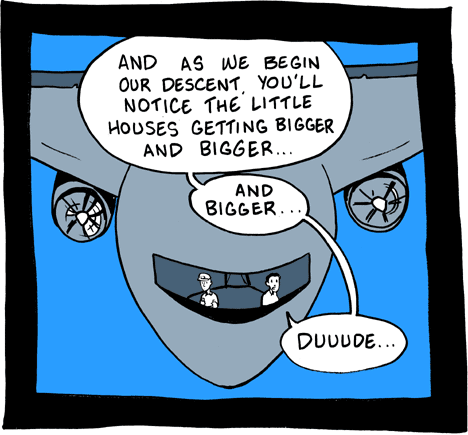 AND AS WE BEGIN
OUR DESCENT, YOU'LL
NOTICE THE LITTLE
HOUSES GETTING BIGGER
AND BIGGER...
AND
BIGGER...
DUUUDE...